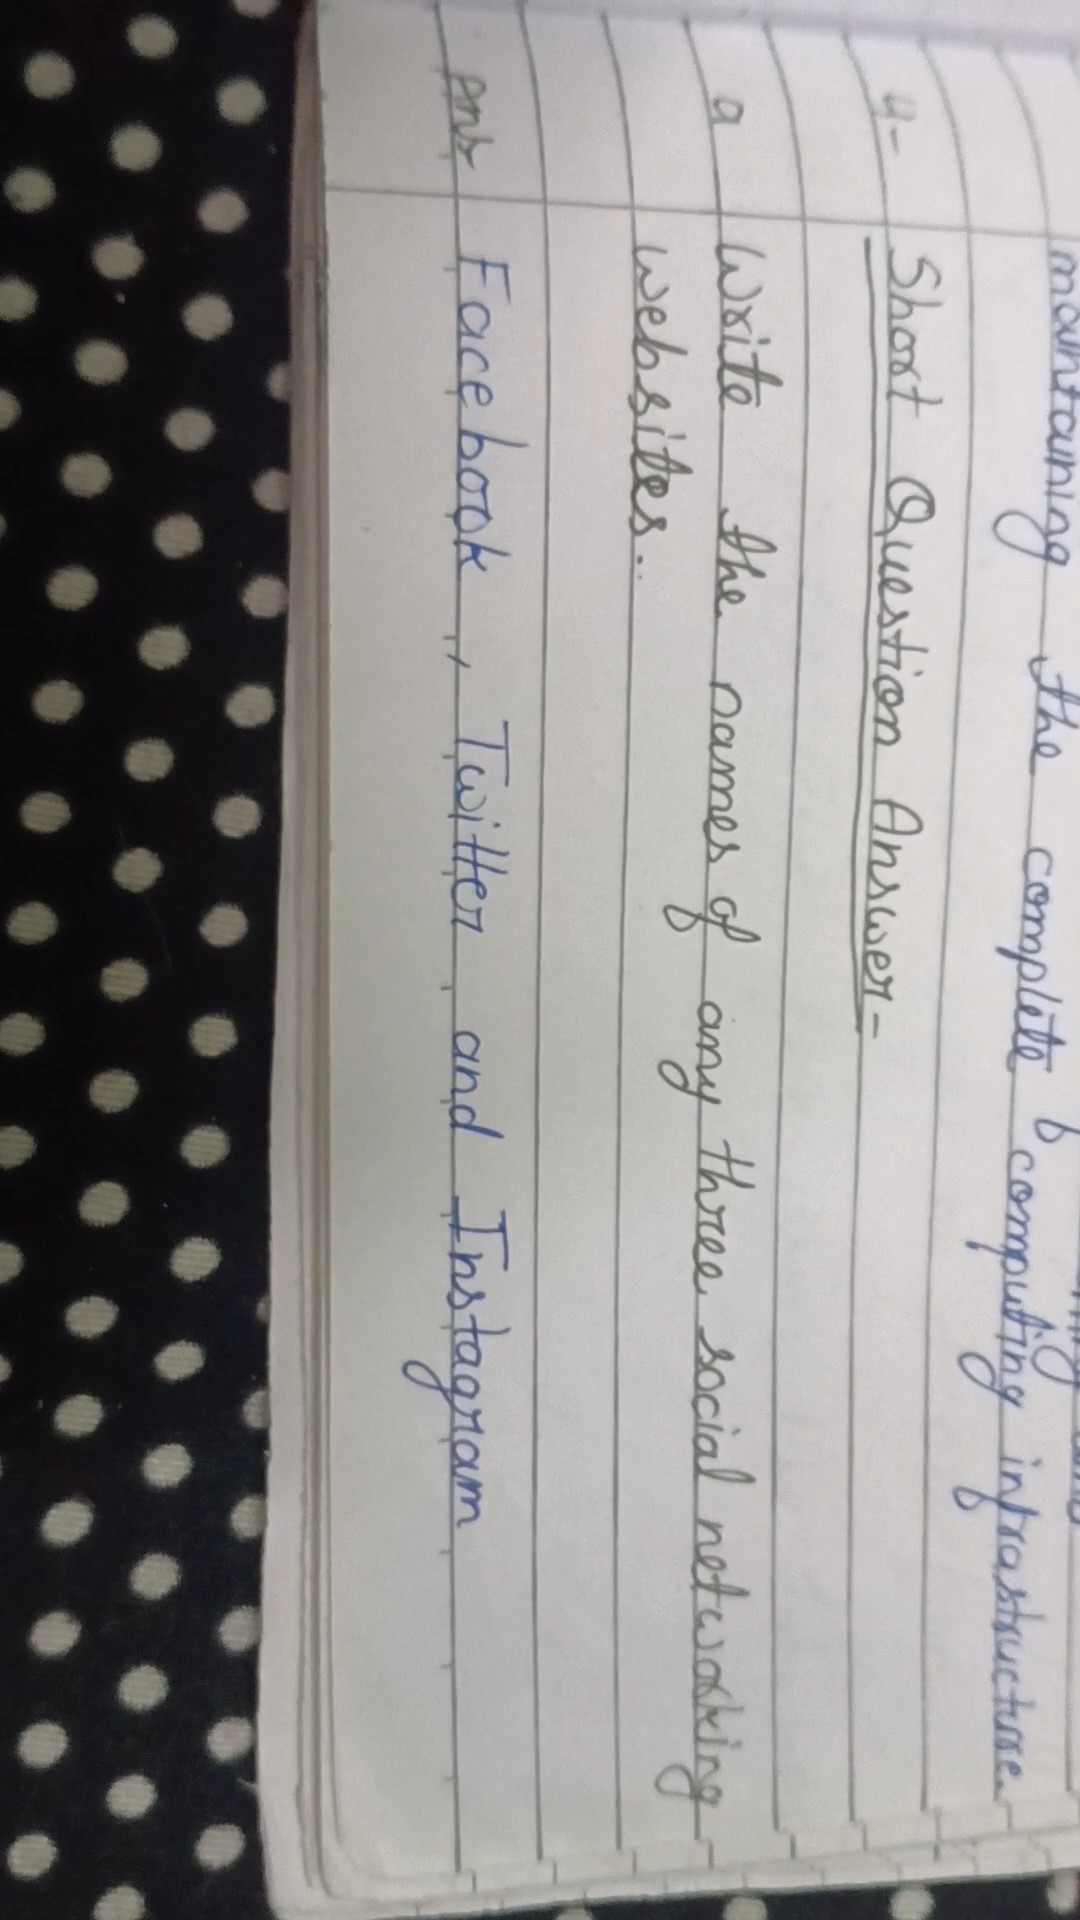 maintaining the complete computing infrastructure.
4- Short Question Answer-
a Write the names of any three social networking
websites..
Ans Facebook, Twitter and Instagram